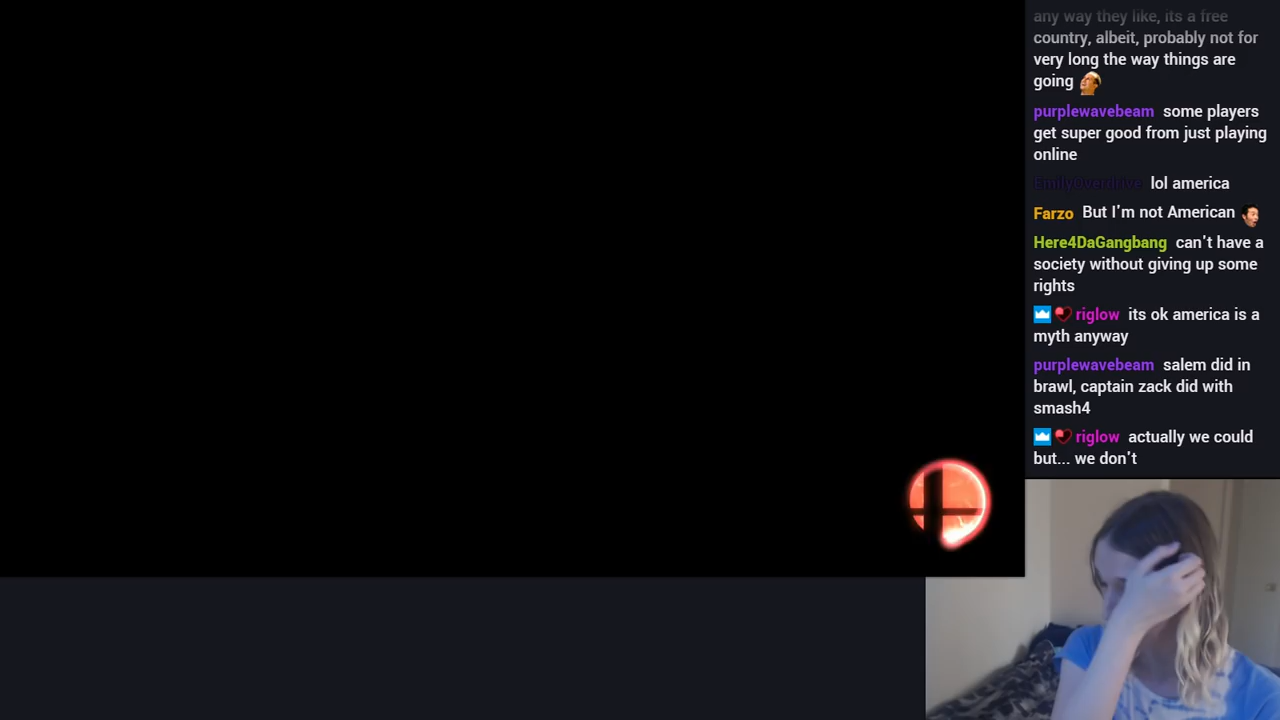 any way they like, its a free
country, albeit, probably not for
very long the way things are
going
purplewavebeam some players
get super good from just playing
online
EmilyOverdrive lol america
Farzo But I'm not American
Here4DaGangbang can't have a
society without giving up some
rights
riglow its ok america is a
myth anyway
purplewavebeam salem did in
brawl, captain zack did with
smash4
riglow actually we could
but... we don't